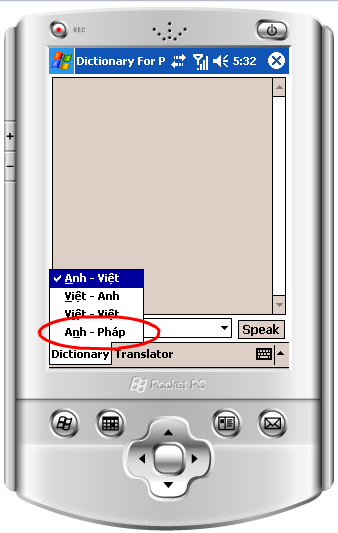 REC
Dictionary For P 5:32
✓ Anh - Việt
Việt - Anh
Việt - Việt
Anh - Pháp
Speak
Dictionary Translator
Pocket PC